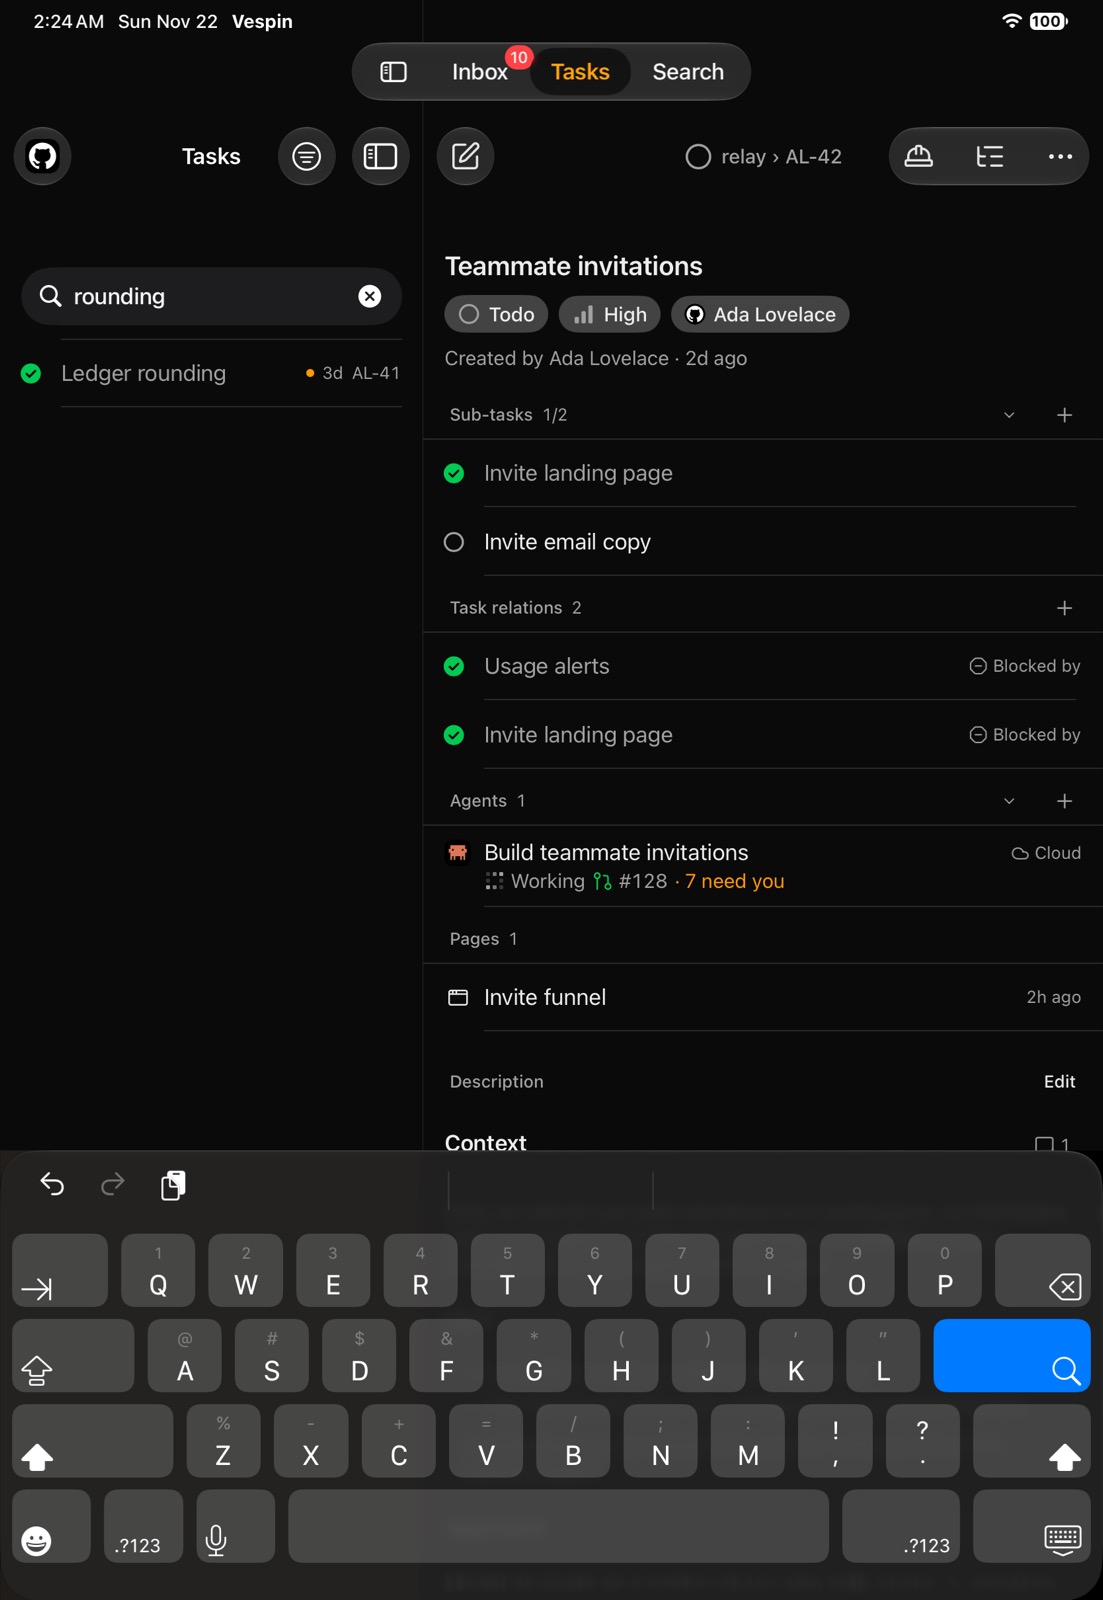 2:24 AM Sun Nov 22 Vespin
100
Inbox 10 Tasks Search
Tasks
relay › AL-42
rounding
Ledger rounding 3d AL-41
Teammate invitations
Todo High Ada Lovelace
Created by Ada Lovelace · 2d ago
Sub-tasks 1/2
Invite landing page
Invite email copy
Task relations 2
Usage alerts Blocked by
Invite landing page Blocked by
Agents 1
Build teammate invitations Cloud
Working #128 · 7 need you
Pages 1
Invite funnel 2h ago
Description Edit
Context 1
1 2 3 4 5 6 7 8 9 0
Q W E R T Y U I O P
@ # $ & * ( ) ' "
A S D F G H J K L
% - + = / ; : ! ?
Z X C V B N M , .
.?123 .?123